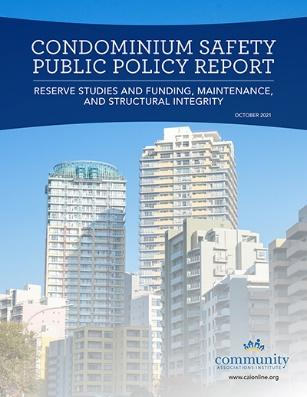 CONDOMINIUM SAFETY
PUBLIC POLICY REPORT
RESERVE STUDIES AND FUNDING, MAINTENANCE,
AND STRUCTURAL INTEGRITY
OCTOBER 2021
community
ASSOCIATIONS INSTITUTE
www.caionline.org